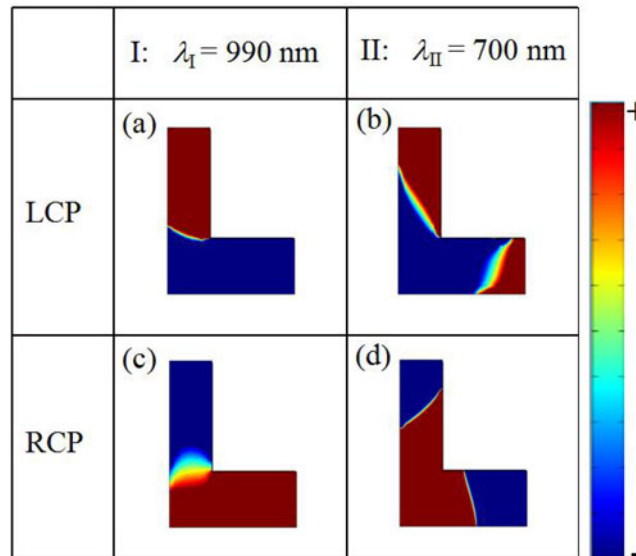 I: λI = 990 nm
II: λII = 700 nm
+
LCP
(a)
(b)
RCP
(c)
(d)
-